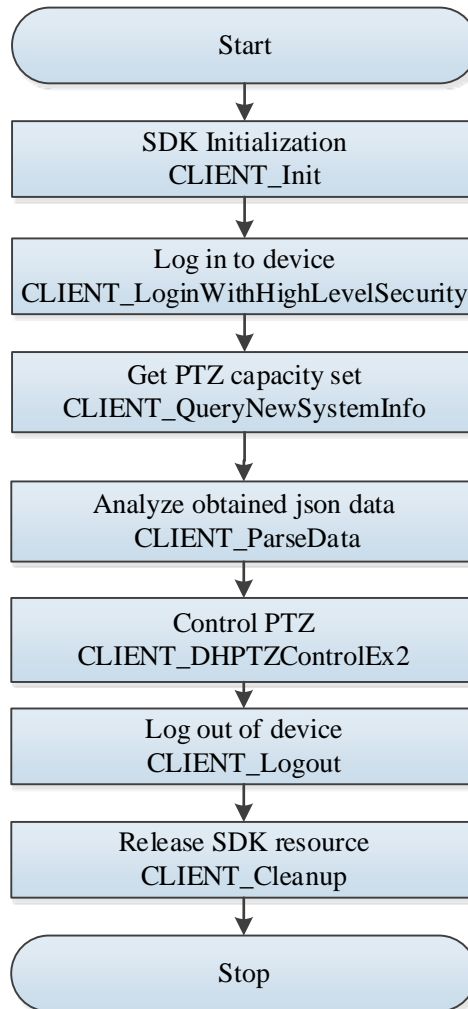 Start
SDK Initialization
CLIENT_Init
Log in to device
CLIENT_LoginWithHighLevelSecurity
Get PTZ capacity set
CLIENT_QueryNewSystemInfo
Analyze obtained json data
CLIENT_ParseData
Control PTZ
CLIENT_DHPTZControlEx2
Log out of device
CLIENT_Logout
Release SDK resource
CLIENT_Cleanup
Stop